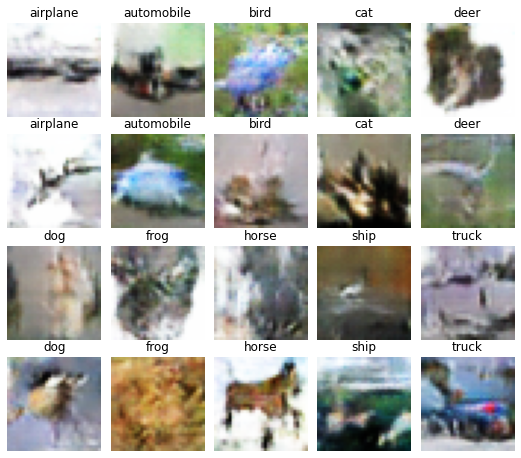 airplane automobile bird cat deer
airplane automobile bird cat deer
dog frog horse ship truck
dog frog horse ship truck